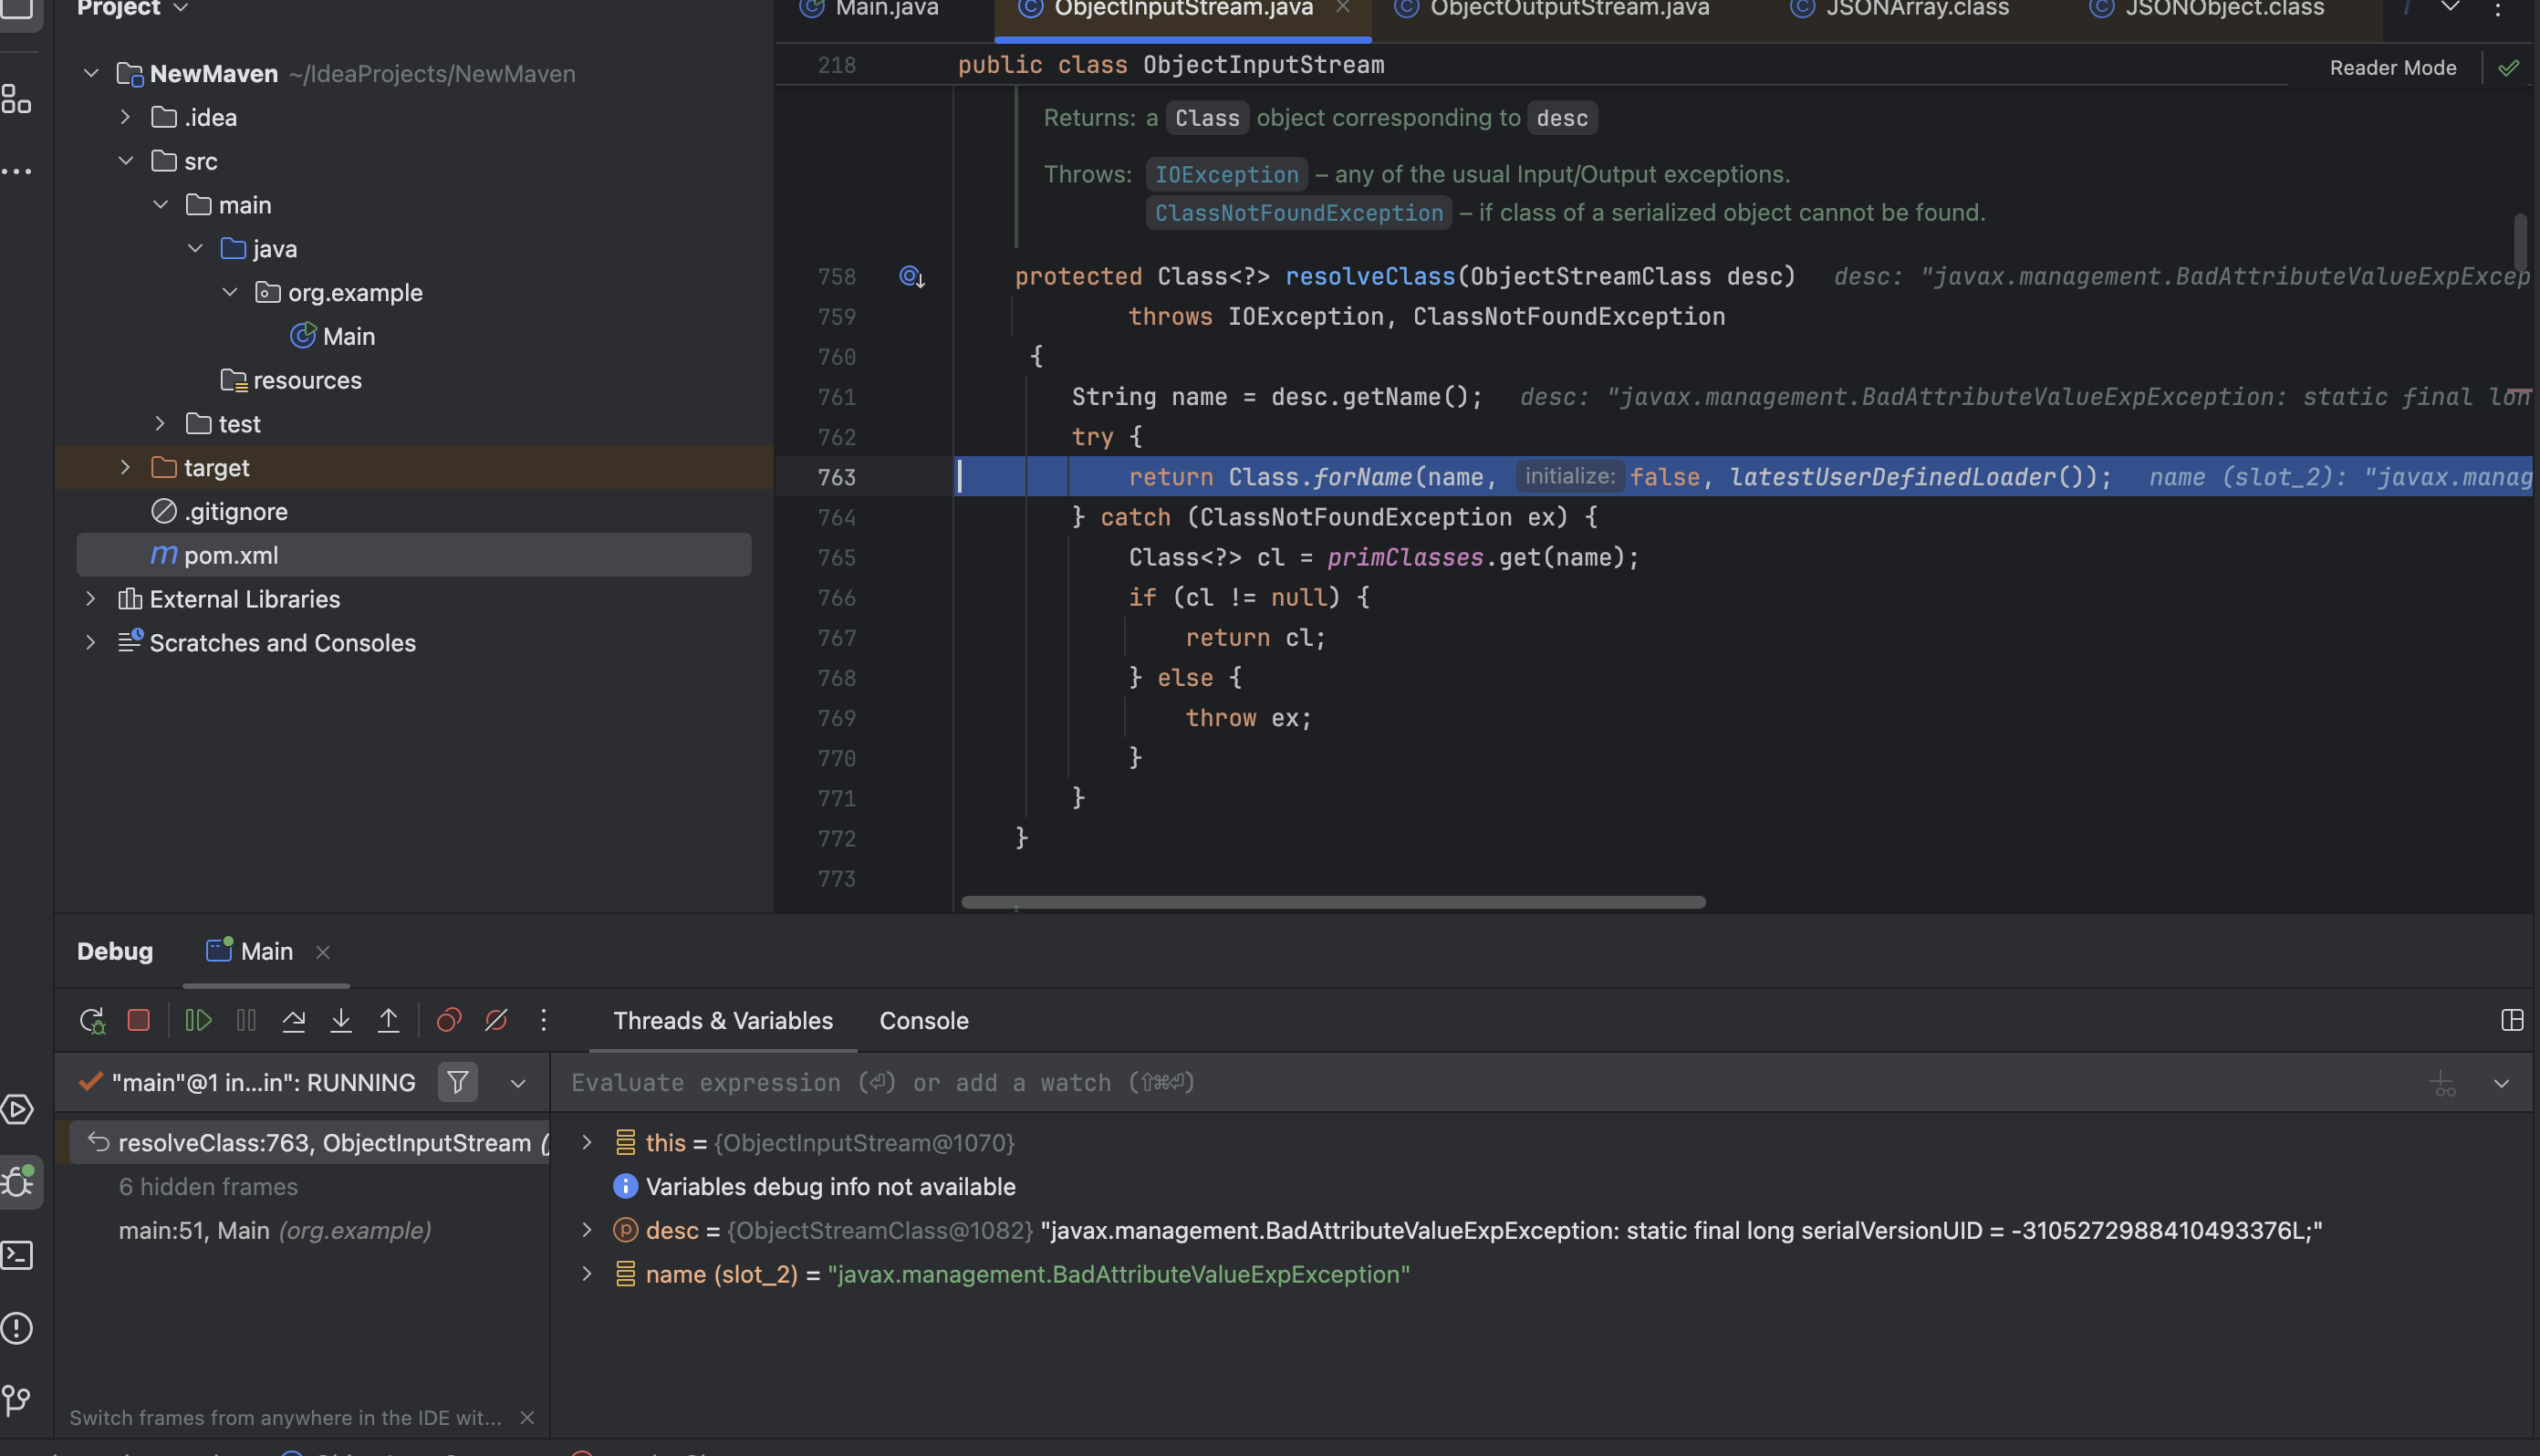 Project
Main.java
ObjectInputStream.java
ObjectOutputStream.java
JSONArray.class
JSONObject.class
NewMaven ~/IdeaProjects/NewMaven
.idea
src
main
java
org.example
Main
resources
test
target
.gitignore
pom.xml
External Libraries
Scratches and Consoles
218 public class ObjectInputStream
Reader Mode
Returns: a Class object corresponding to desc
Throws: IOException – any of the usual Input/Output exceptions.
ClassNotFoundException – if class of a serialized object cannot be found.
758 protected Class<?> resolveClass(ObjectStreamClass desc) desc: "javax.management.BadAttributeValueExpExcep
759 throws IOException, ClassNotFoundException
760 {
761 String name = desc.getName(); desc: "javax.management.BadAttributeValueExpException: static final lon
762 try {
763 return Class.forName(name, initialize: false, latestUserDefinedLoader()); name (slot_2): "javax.manag
764 } catch (ClassNotFoundException ex) {
765 Class<?> cl = primClasses.get(name);
766 if (cl != null) {
767 return cl;
768 } else {
769 throw ex;
770 }
771 }
772 }
773
Debug Main
Threads & Variables Console
"main"@1 in...in": RUNNING
Evaluate expression (⏎) or add a watch (⇧⌘⏎)
resolveClass:763, ObjectInputStream (j
6 hidden frames
main:51, Main (org.example)
this = {ObjectInputStream@1070}
Variables debug info not available
desc = {ObjectStreamClass@1082} "javax.management.BadAttributeValueExpException: static final long serialVersionUID = -3105272988410493376L;"
name (slot_2) = "javax.management.BadAttributeValueExpException"
Switch frames from anywhere in the IDE wit...